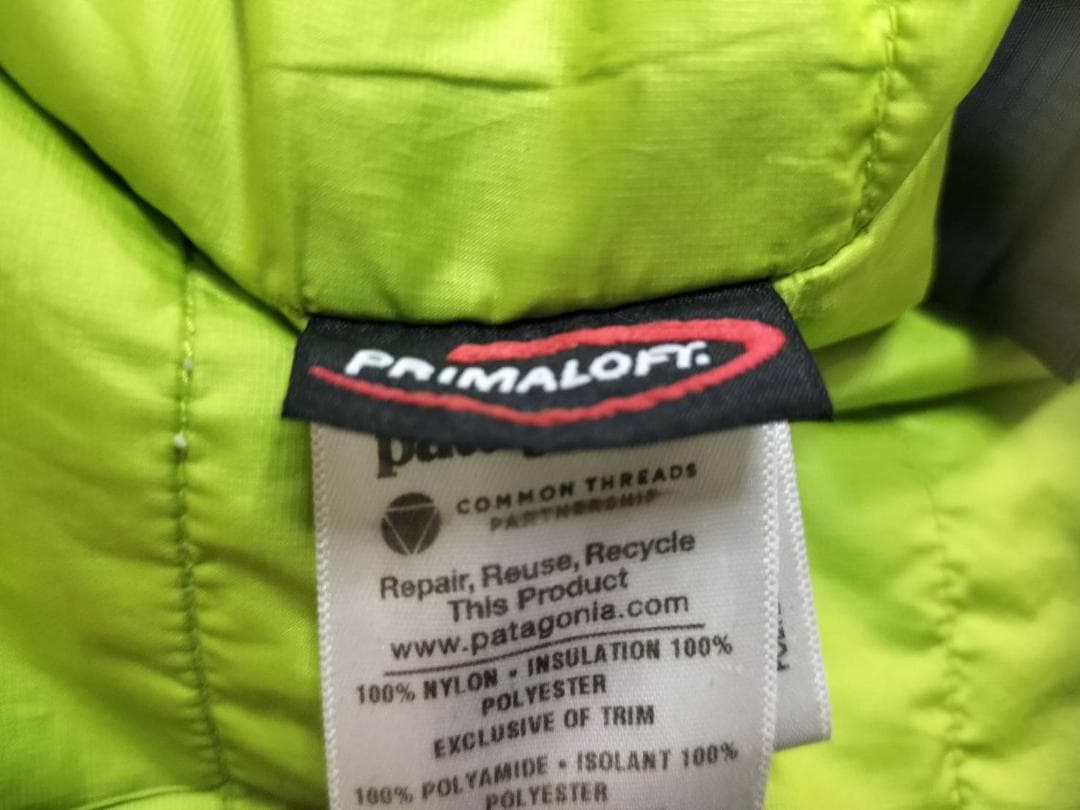 PRIMALOFT.
COMMON THREADS
PARTNERSHIP
Repair, Reuse, Recycle
This Product
www.patagonia.com
100% NYLON • INSULATION 100%
POLYESTER
EXCLUSIVE OF TRIM
100% POLYAMIDE • ISOLANT 100%
POLYESTER